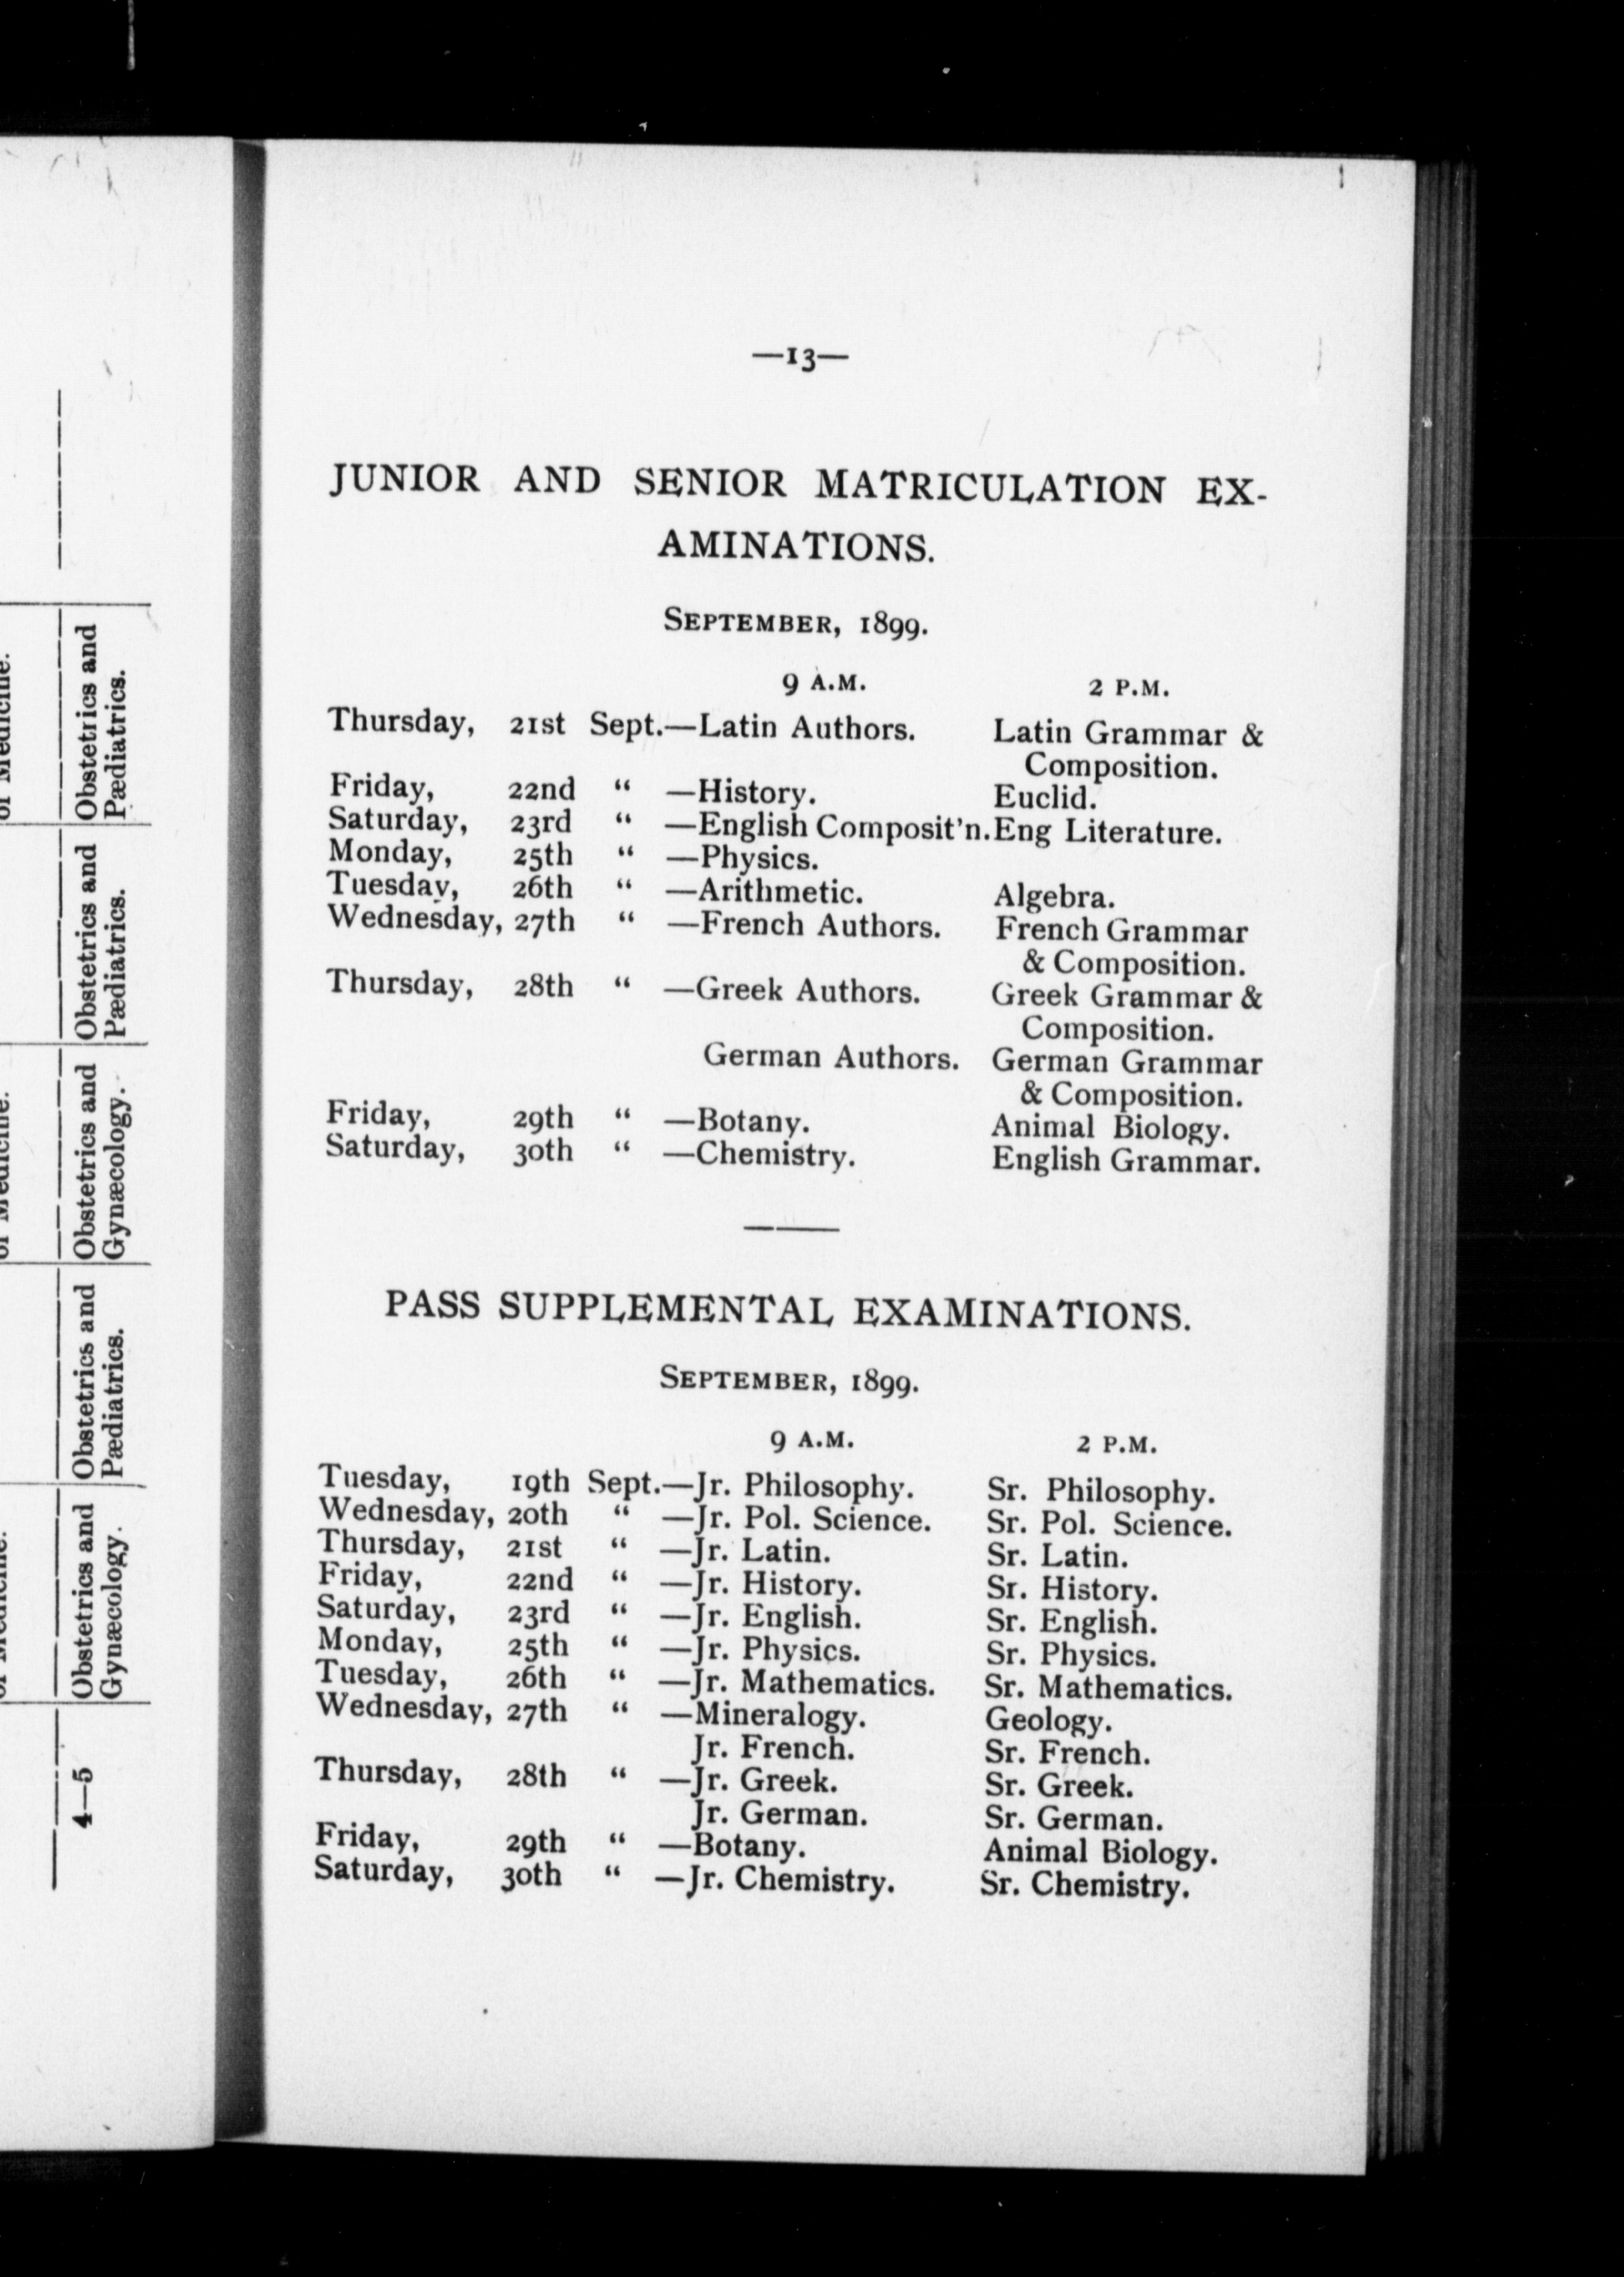 of Medicine.
Obstetrics and
Pædiatrics.
Obstetrics and
Pædiatrics.
of Medicine.
Obstetrics and
Gynæcology.
Obstetrics and
Pædiatrics.
Obstetrics and
Gynæcology.
4—5
—13—
JUNIOR AND SENIOR MATRICULATION EX-
AMINATIONS.
SEPTEMBER, 1899.
9 A.M. 2 P.M.
Thursday, 21st Sept.—Latin Authors. Latin Grammar &
Composition.
Friday, 22nd “ —History. Euclid.
Saturday, 23rd “ —English Composit’n. Eng Literature.
Monday, 25th “ —Physics.
Tuesday, 26th “ —Arithmetic. Algebra.
Wednesday, 27th “ —French Authors. French Grammar
& Composition.
Thursday, 28th “ —Greek Authors. Greek Grammar &
Composition.
German Authors. German Grammar
& Composition.
Friday, 29th “ —Botany. Animal Biology.
Saturday, 30th “ —Chemistry. English Grammar.
PASS SUPPLEMENTAL EXAMINATIONS.
SEPTEMBER, 1899.
9 A.M. 2 P.M.
Tuesday, 19th Sept.—Jr. Philosophy. Sr. Philosophy.
Wednesday, 20th “ —Jr. Pol. Science. Sr. Pol. Science.
Thursday, 21st “ —Jr. Latin. Sr. Latin.
Friday, 22nd “ —Jr. History. Sr. History.
Saturday, 23rd “ —Jr. English. Sr. English.
Monday, 25th “ —Jr. Physics. Sr. Physics.
Tuesday, 26th “ —Jr. Mathematics. Sr. Mathematics.
Wednesday, 27th “ —Mineralogy. Geology.
Jr. French. Sr. French.
Thursday, 28th “ —Jr. Greek. Sr. Greek.
Jr. German. Sr. German.
Friday, 29th “ —Botany. Animal Biology.
Saturday, 30th “ —Jr. Chemistry. Sr. Chemistry.